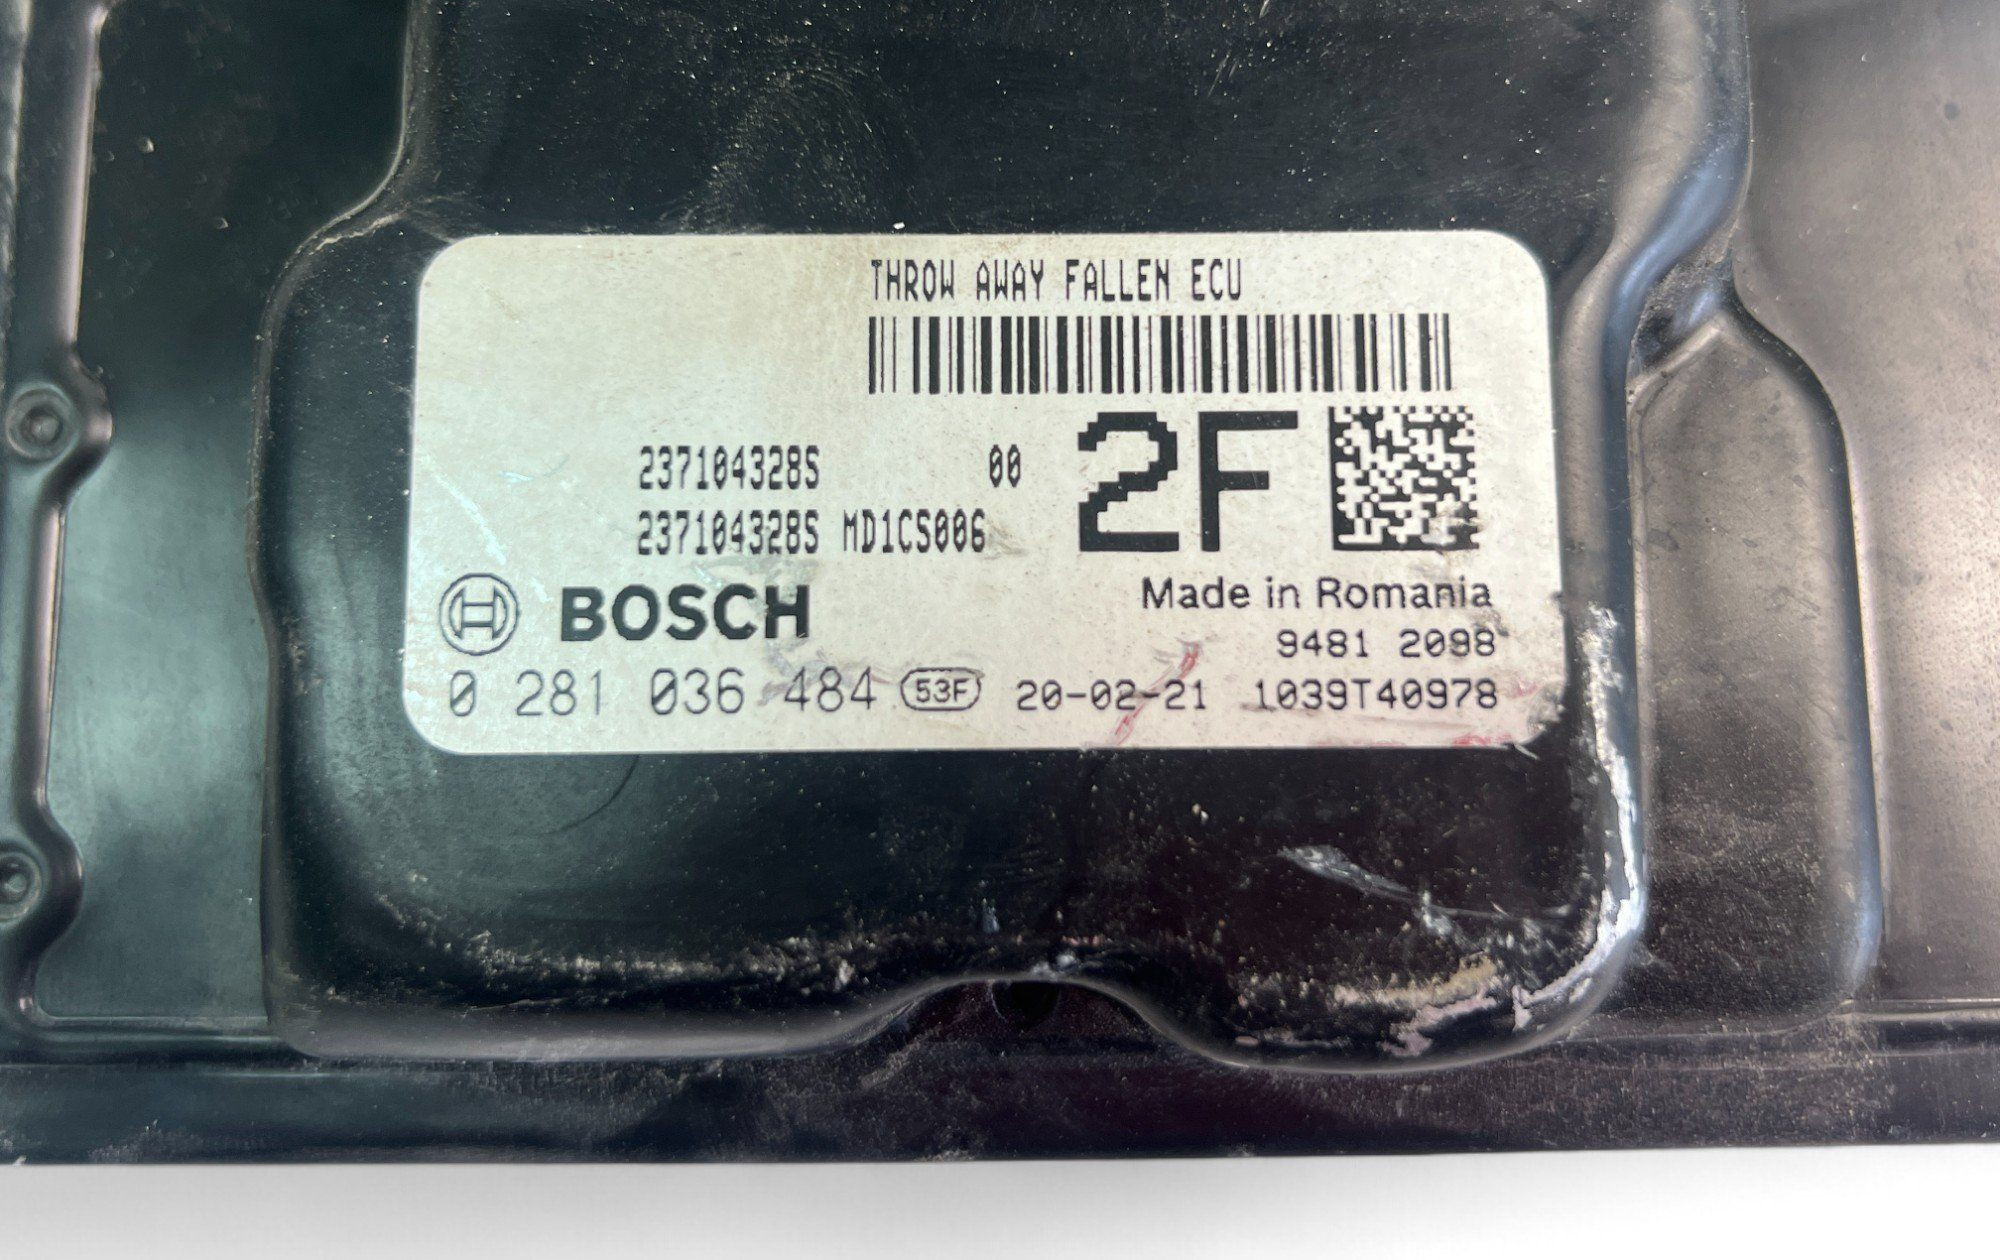 THROW AWAY FALLEN ECU
237104328S 00
2F
237104328S MD1CS006
BOSCH
Made in Romania
9481 2098
0 281 036 484 53F 20-02-21 1039T40978